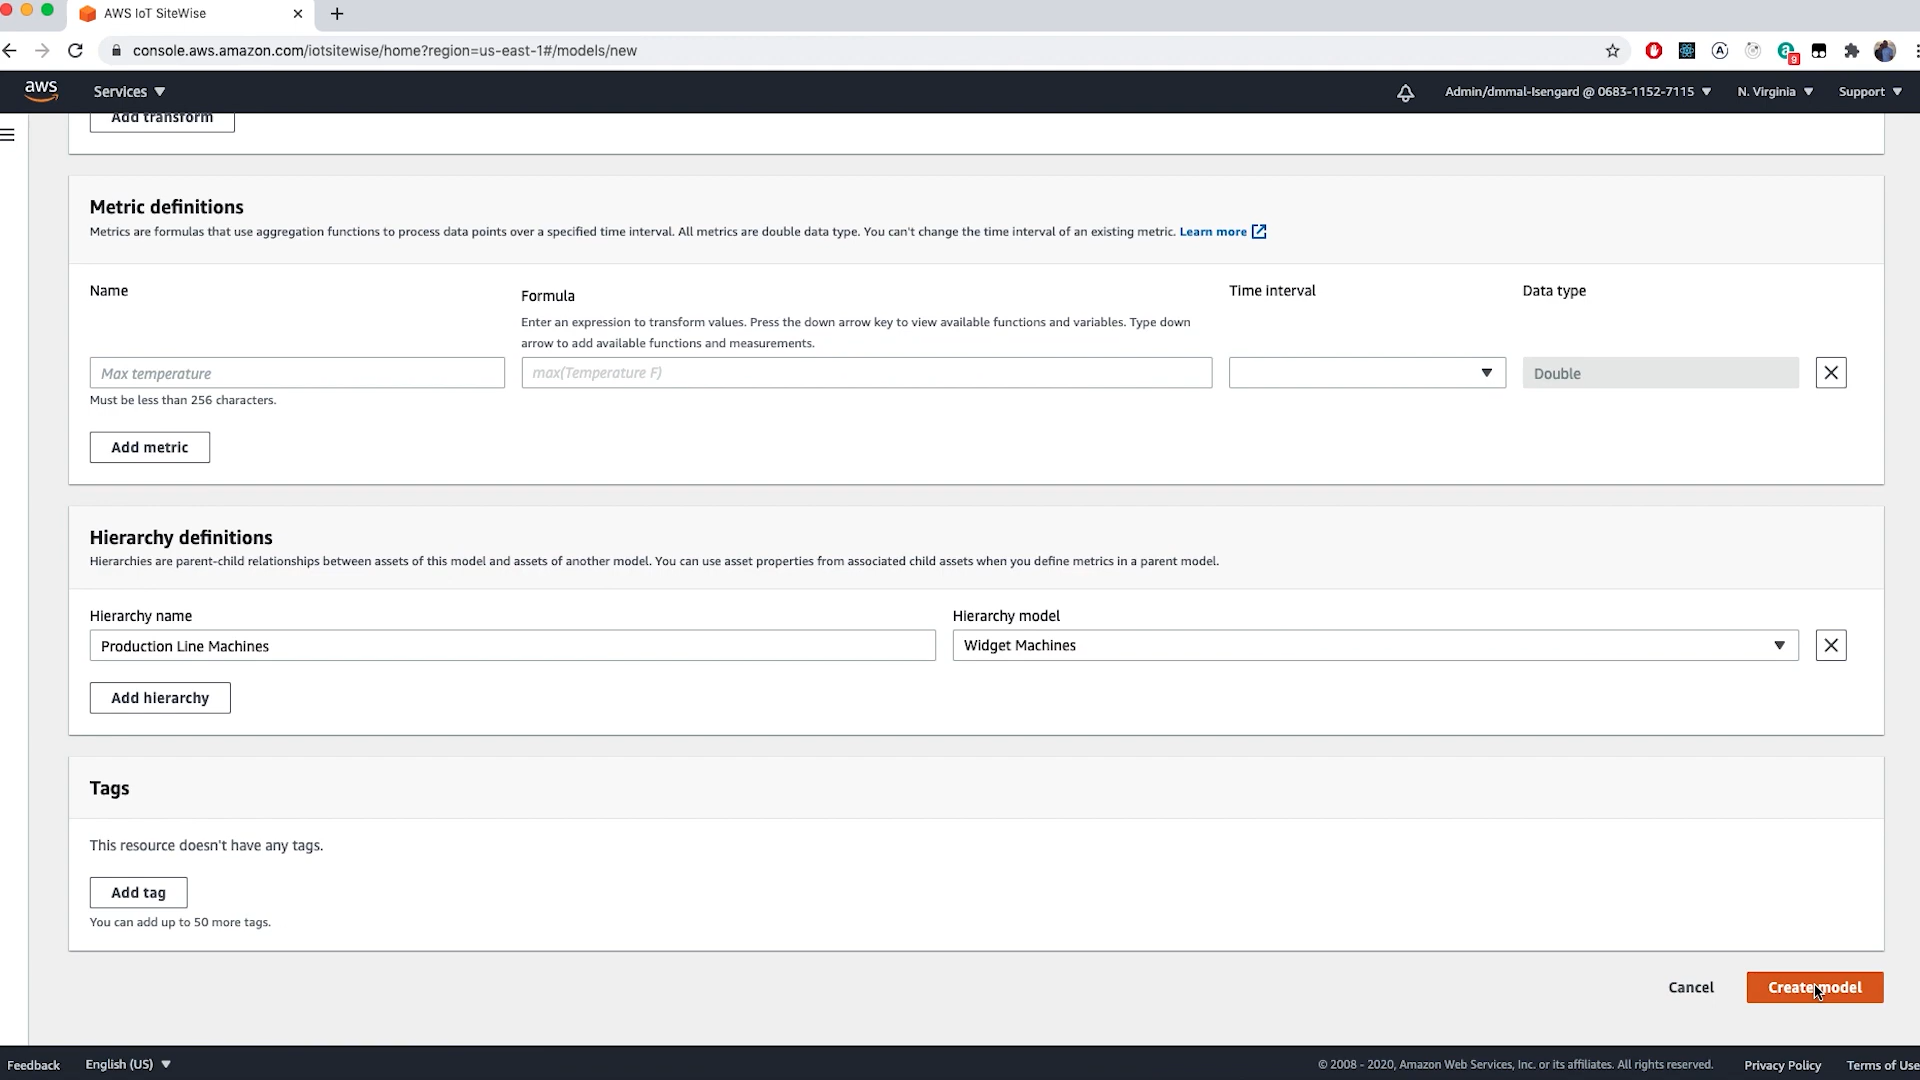 AWS IoT SiteWise
console.aws.amazon.com/iotsitewise/home?region=us-east-1#/models/new
9
aws
Services
Admin/dmmal-Isengard @ 0683-1152-7115
N. Virginia
Support
Add transform
Metric definitions
Metrics are formulas that use aggregation functions to process data points over a specified time interval. All metrics are double data type. You can't change the time interval of an existing metric. Learn more
Name
Formula
Time interval
Data type
Enter an expression to transform values. Press the down arrow key to view available functions and variables. Type down
arrow to add available functions and measurements.
Max temperature
max(Temperature F)
Double
Must be less than 256 characters.
Add metric
Hierarchy definitions
Hierarchies are parent-child relationships between assets of this model and assets of another model. You can use asset properties from associated child assets when you define metrics in a parent model.
Hierarchy name
Hierarchy model
Production Line Machines
Widget Machines
Add hierarchy
Tags
This resource doesn't have any tags.
Add tag
You can add up to 50 more tags.
Cancel
Create model
Feedback
English (US)
© 2008 - 2020, Amazon Web Services, Inc. or its affiliates. All rights reserved.
Privacy Policy
Terms of Use